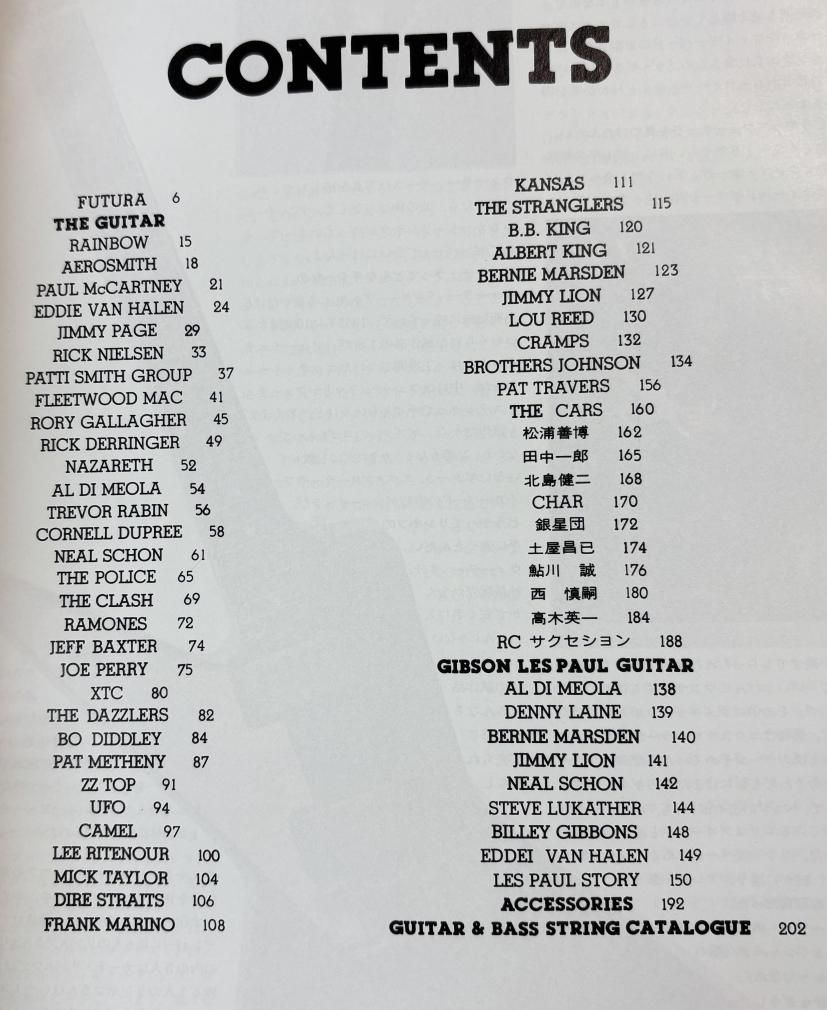 CONTENTS
FUTURA 6
THE GUITAR
RAINBOW 15
AEROSMITH 18
PAUL McCARTNEY 21
EDDIE VAN HALEN 24
JIMMY PAGE 29
RICK NIELSEN 33
PATTI SMITH GROUP 37
FLEETWOOD MAC 41
RORY GALLAGHER 45
RICK DERRINGER 49
NAZARETH 52
AL DI MEOLA 54
TREVOR RABIN 56
CORNELL DUPREE 58
NEAL SCHON 61
THE POLICE 65
THE CLASH 69
RAMONES 72
JEFF BAXTER 74
JOE PERRY 75
XTC 80
THE DAZZLERS 82
BO DIDDLEY 84
PAT METHENY 87
ZZ TOP 91
UFO 94
CAMEL 97
LEE RITENOUR 100
MICK TAYLOR 104
DIRE STRAITS 106
FRANK MARINO 108
KANSAS 111
THE STRANGLERS 115
B.B. KING 120
ALBERT KING 121
BERNIE MARSDEN 123
JIMMY LION 127
LOU REED 130
CRAMPS 132
BROTHERS JOHNSON 134
PAT TRAVERS 156
THE CARS 160
松浦善博 162
田中一郎 165
北島健二 168
CHAR 170
銀星団 172
土屋昌巳 174
鮎川 誠 176
西 慎嗣 180
高木英一 184
RC サクセション 188
GIBSON LES PAUL GUITAR
AL DI MEOLA 138
DENNY LAINE 139
BERNIE MARSDEN 140
JIMMY LION 141
NEAL SCHON 142
STEVE LUKATHER 144
BILLEY GIBBONS 148
EDDEI VAN HALEN 149
LES PAUL STORY 150
ACCESSORIES 192
GUITAR & BASS STRING CATALOGUE 202